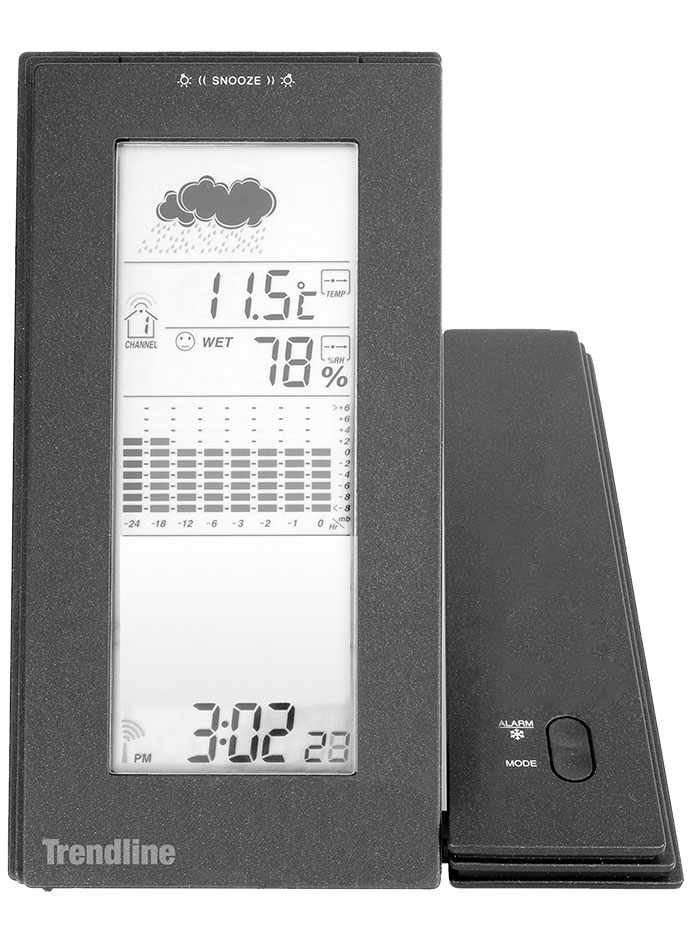 (( SNOOZE ))
11.5°C
TEMP
1
CHANNEL
WET
78 %
%RH
>+6
+6
+4
+2
0
-2
-4
-6
-8
<-8
-24 -18 -12 -6 -3 -2 -1 0 Hr/mb
PM 3:02 28
ALARM
MODE
Trendline